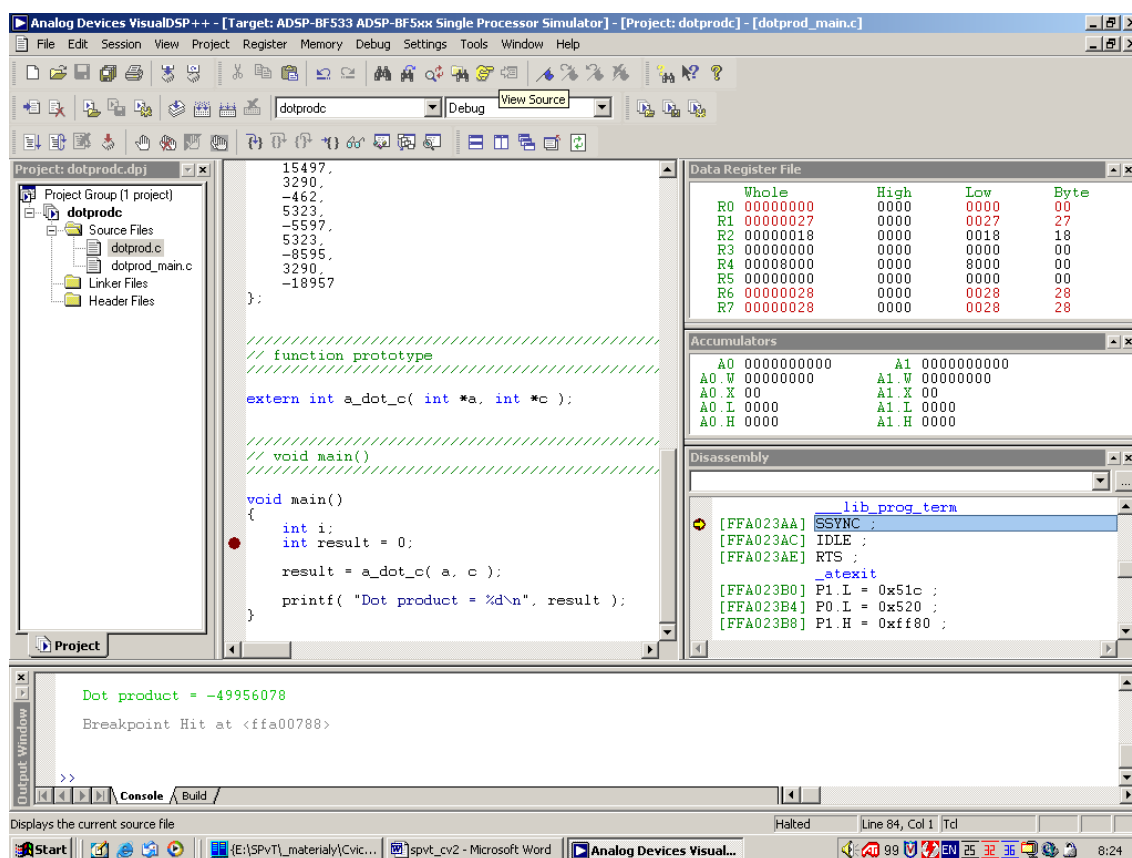 Analog Devices VisualDSP++ - [Target: ADSP-BF533 ADSP-BF5xx Single Processor Simulator] - [Project: dotprodc] - [dotprod_main.c]
File Edit Session View Project Register Memory Debug Settings Tools Window Help
dotprodc
Debug
View Source
Project: dotprodc.dpj
Project Group (1 project)
dotprodc
Source Files
dotprod.c
dotprod_main.c
Linker Files
Header Files
Project
15497,
3290,
-462,
5323,
-5597,
5323,
-8595,
3290,
-18957
};
/////////////////////////////////////////////////
// function prototype
/////////////////////////////////////////////////
extern int a_dot_c( int *a, int *c );
/////////////////////////////////////////////////
// void main()
/////////////////////////////////////////////////
void main()
{
int i;
int result = 0;
result = a_dot_c( a, c );
printf( "Dot product = %d\n", result );
}
Data Register File
Whole High Low Byte
R0 00000000 0000 0000 00
R1 00000027 0000 0027 27
R2 00000018 0000 0018 18
R3 00000000 0000 0000 00
R4 00008000 0000 8000 00
R5 00000000 0000 0000 00
R6 00000028 0000 0028 28
R7 00000028 0000 0028 28
Accumulators
A0 0000000000 A1 0000000000
A0.W 00000000 A1.W 00000000
A0.X 00 A1.X 00
A0.L 0000 A1.L 0000
A0.H 0000 A1.H 0000
Disassembly
___lib_prog_term
[FFA023AA] SSYNC ;
[FFA023AC] IDLE ;
[FFA023AE] RTS ;
_atexit
[FFA023B0] P1.L = 0x51c ;
[FFA023B4] P0.L = 0x520 ;
[FFA023B8] P1.H = 0xff80 ;
Output Window
Dot product = -49956078
Breakpoint Hit at <ffa00788>
>>
Console Build
Displays the current source file
Halted Line 84, Col 1 Tcl
Start {E:\SPvT\_materialy\Cvic... spvt_cv2 - Microsoft Word Analog Devices Visual... 99 EN 25 32 36 8:24